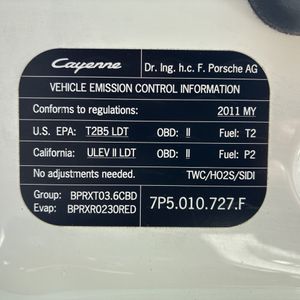 Cayenne Dr. Ing. h.c. F. Porsche AG
VEHICLE EMISSION CONTROL INFORMATION
Conforms to regulations: 2011 MY
U.S. EPA: T2B5 LDT OBD: II Fuel: T2
California: ULEV II LDT OBD: II Fuel: P2
No adjustments needed. TWC/HO2S/SIDI
Group: BPRXT03.6CBD
Evap: BPRXR0230RED 7P5.010.727.F